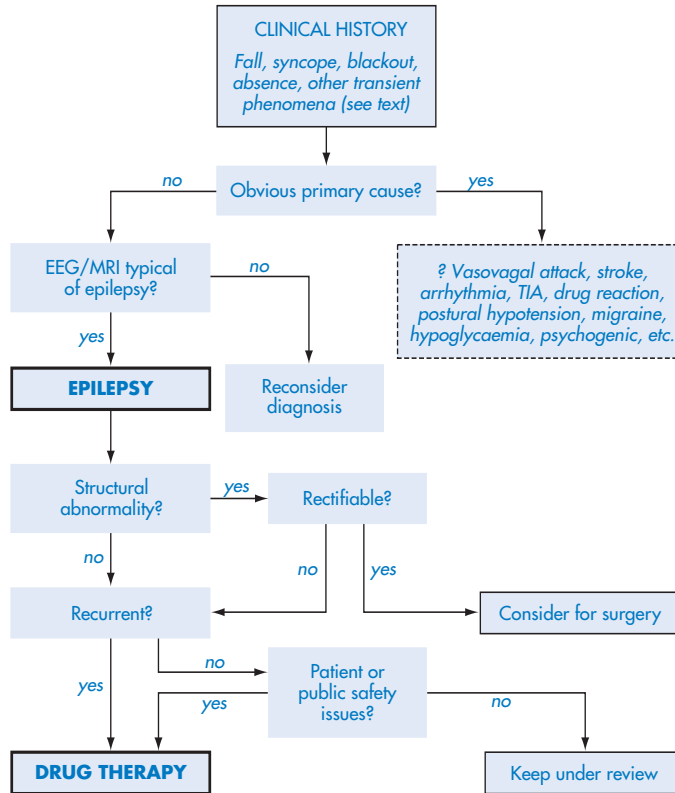 CLINICAL HISTORY
Fall, syncope, blackout,
absence, other transient
phenomena (see text)
no
Obvious primary cause?
yes
EEG/MRI typical
of epilepsy?
no
? Vasovagal attack, stroke,
arrhythmia, TIA, drug reaction,
postural hypotension, migraine,
hypoglycaemia, psychogenic, etc.
yes
EPILEPSY
Reconsider
diagnosis
Structural
abnormality?
yes
Rectifiable?
no
no
yes
Recurrent?
Consider for surgery
no
Patient or
public safety
issues?
yes
yes
no
DRUG THERAPY
Keep under review